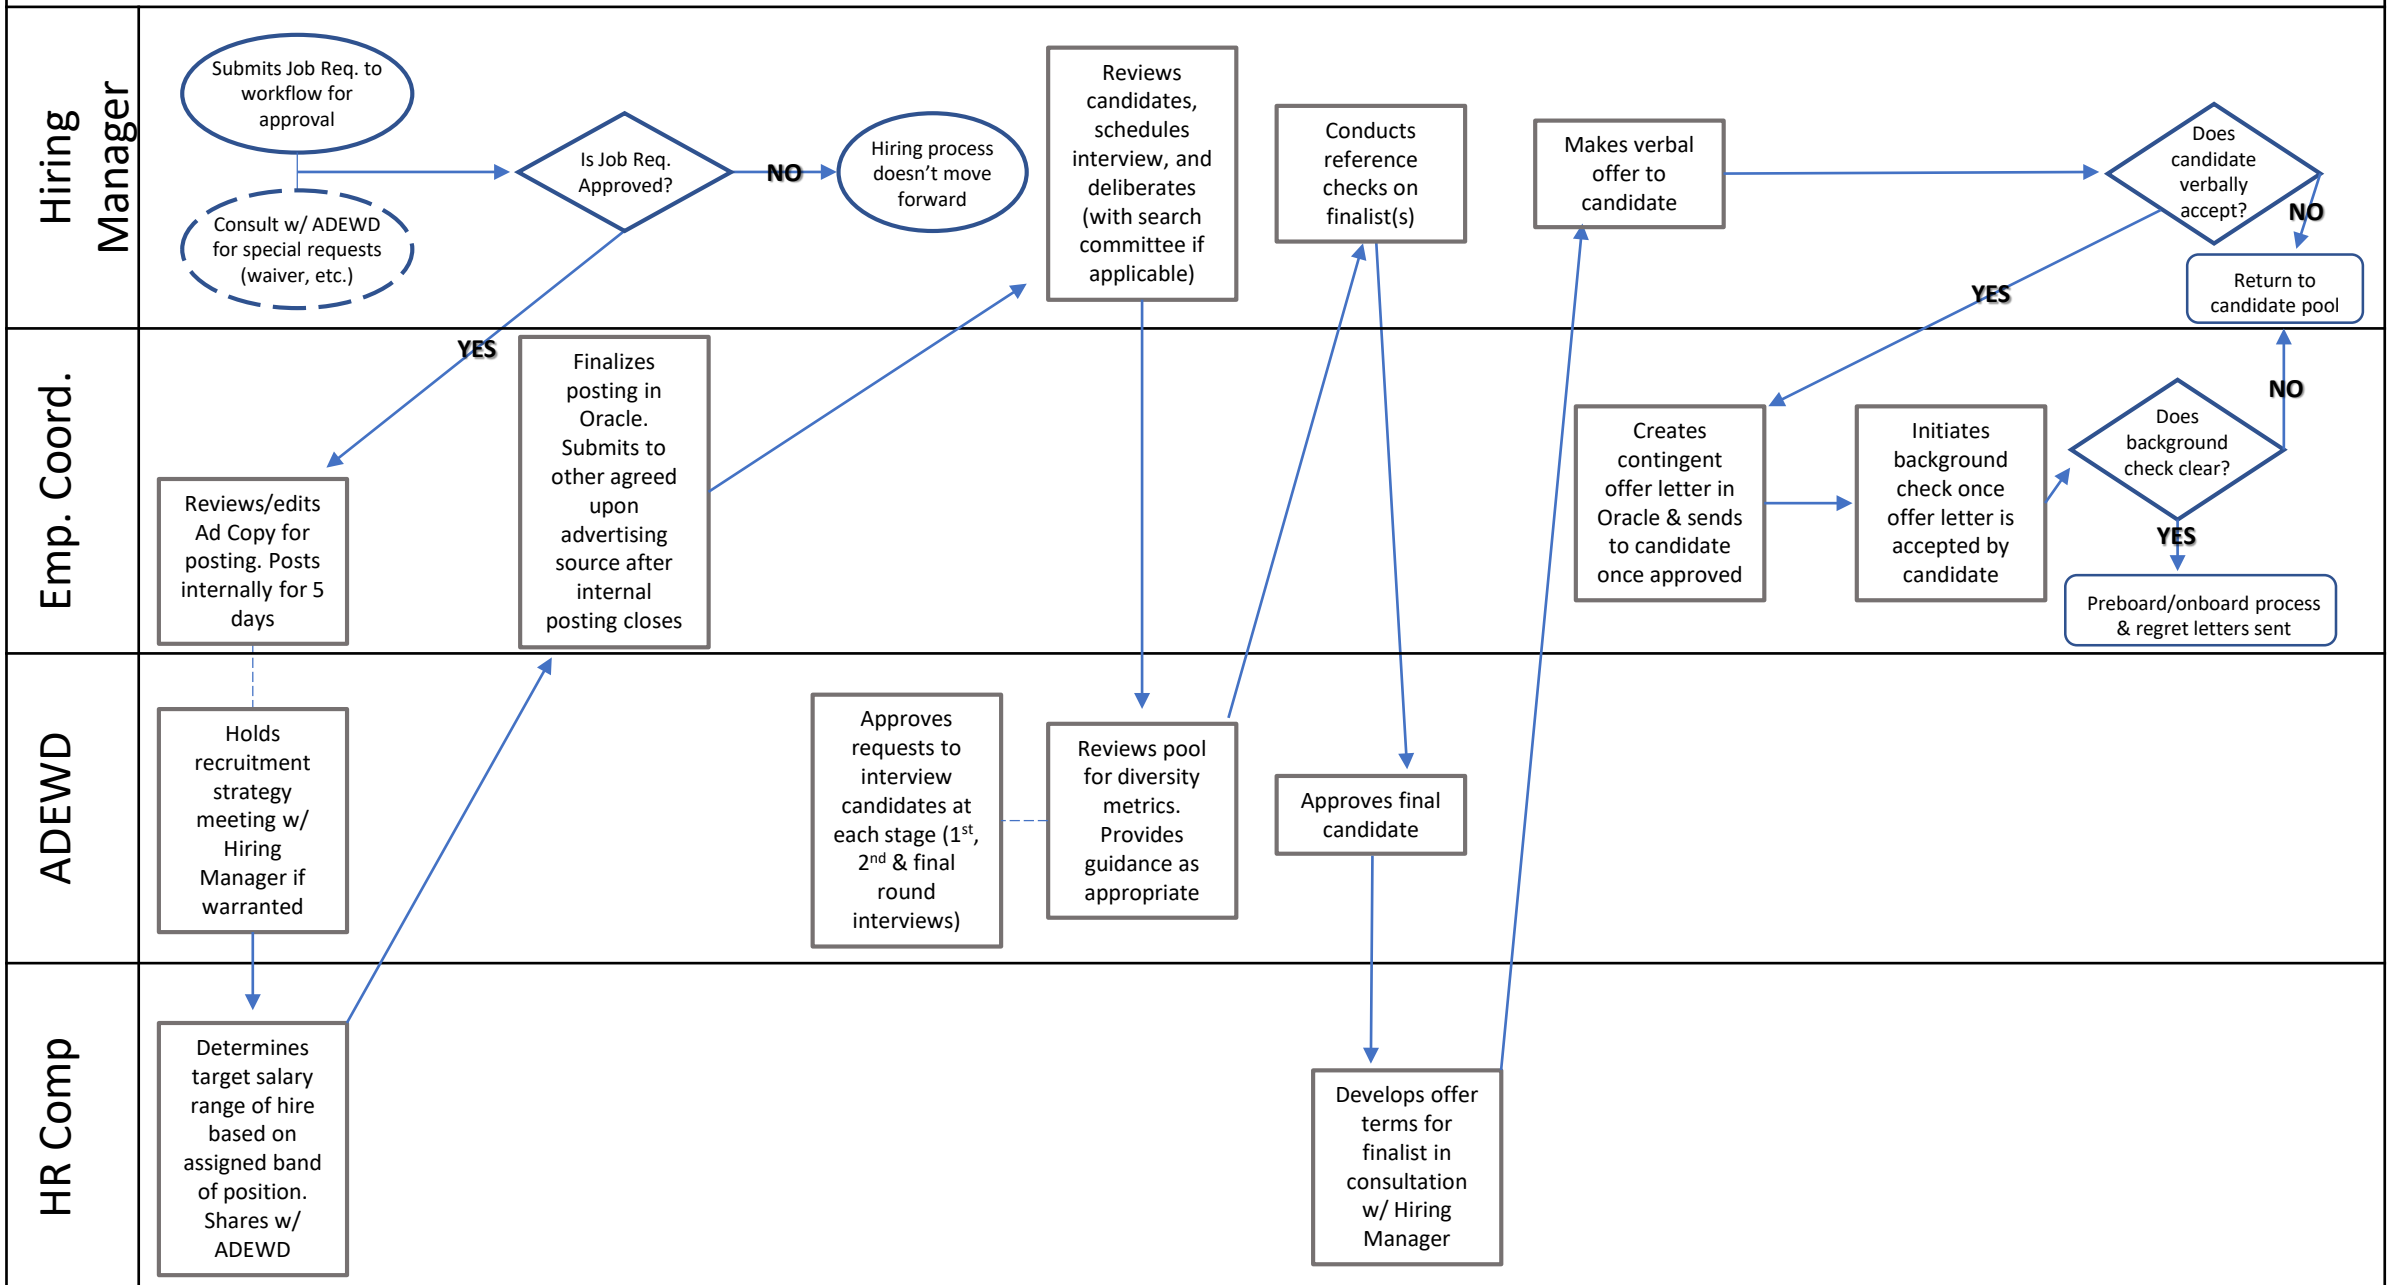 Hiring
Manager
Submits Job Req. to
workflow for
approval
Consult w/ ADEWD
for special requests
(waiver, etc.)
Is Job Req.
Approved?
NO
Hiring process
doesn't move
forward
Reviews
candidates,
schedules
interview, and
deliberates
(with search
committee if
applicable)
Conducts
reference
checks on
finalist(s)
Makes verbal
offer to
candidate
Does
candidate
verbally
accept?
NO
Return to
candidate pool
YES
YES
Emp. Coord.
Reviews/edits
Ad Copy for
posting. Posts
internally for 5
days
Finalizes
posting in
Oracle.
Submits to
other agreed
upon
advertising
source after
internal
posting closes
Creates
contingent
offer letter in
Oracle & sends
to candidate
once approved
Initiates
background
check once
offer letter is
accepted by
candidate
Does
background
check clear?
NO
YES
Preboard/onboard process
& regret letters sent
ADEWD
Holds
recruitment
strategy
meeting w/
Hiring
Manager if
warranted
Approves
requests to
interview
candidates at
each stage (1st,
2nd & final
round
interviews)
Reviews pool
for diversity
metrics.
Provides
guidance as
appropriate
Approves final
candidate
HR Comp
Determines
target salary
range of hire
based on
assigned band
of position.
Shares w/
ADEWD
Develops offer
terms for
finalist in
consultation
w/ Hiring
Manager